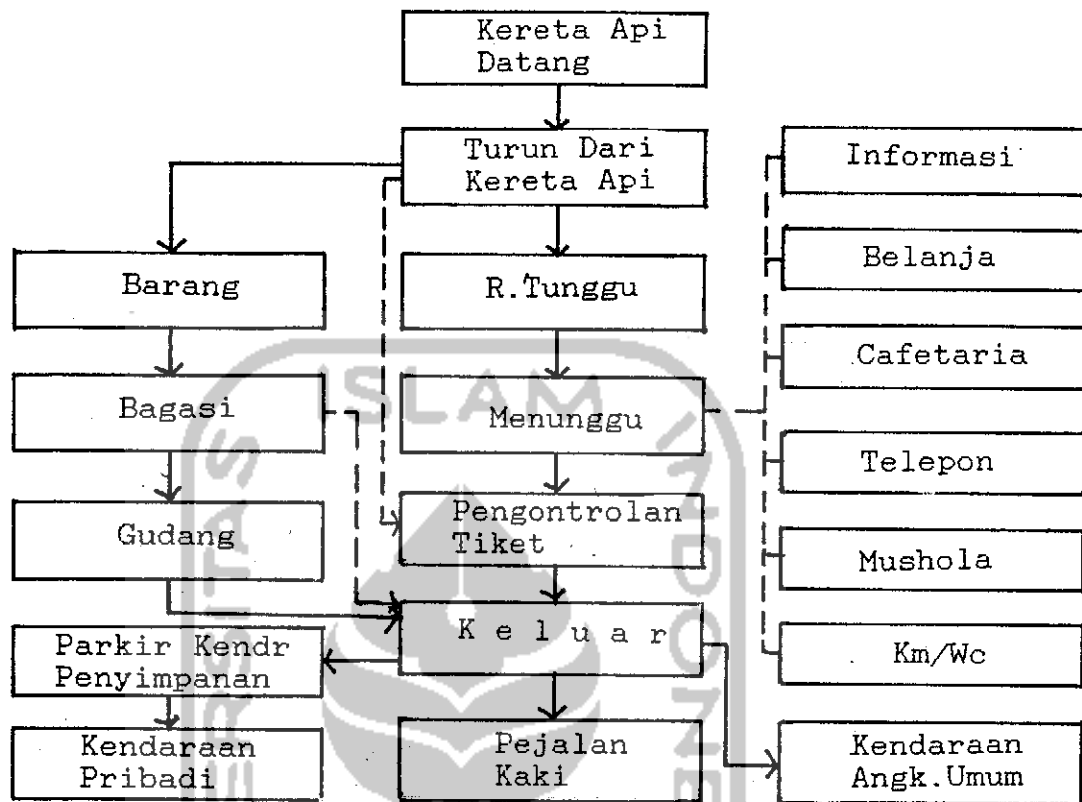 Kereta Api
Datang
Turun Dari
Kereta Api
Informasi
Barang
R.Tunggu
Belanja
Bagasi
Menunggu
Cafetaria
Gudang
Pengontrolan
Tiket
Telepon
Mushola
Parkir Kendr
Penyimpanan
K e l u a r
Km/Wc
Kendaraan
Pribadi
Pejalan
Kaki
Kendaraan
Angk.Umum
ISLAM